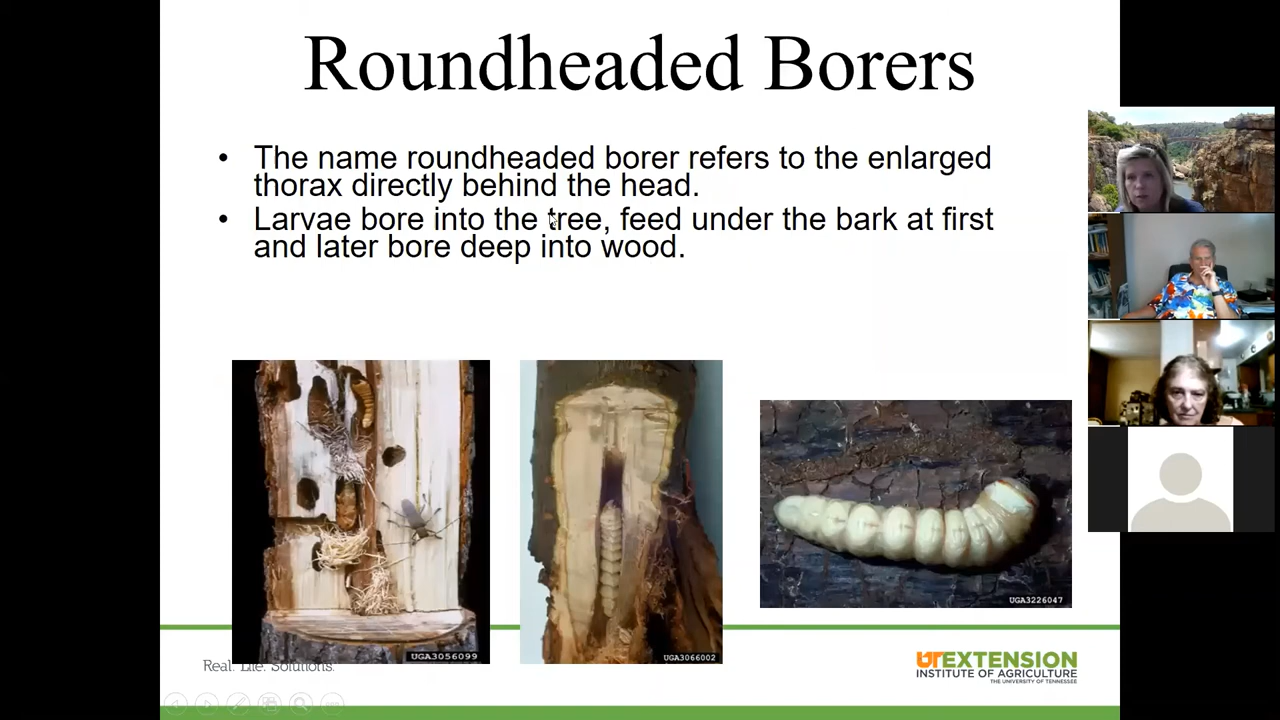 Roundheaded Borers
• The name roundheaded borer refers to the enlarged
thorax directly behind the head.
• Larvae bore into the tree, feed under the bark at first
and later bore deep into wood.
UGA3056099
UGA3066002
UGA3226047
Real. Life. Solutions.
UT EXTENSION
INSTITUTE OF AGRICULTURE
THE UNIVERSITY OF TENNESSEE